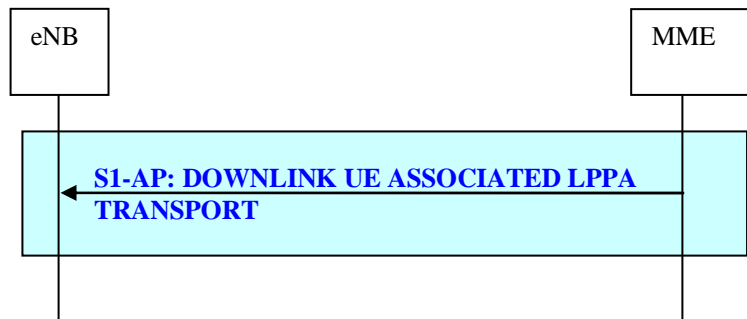 eNB
MME
S1-AP: DOWNLINK UE ASSOCIATED LPPA
TRANSPORT